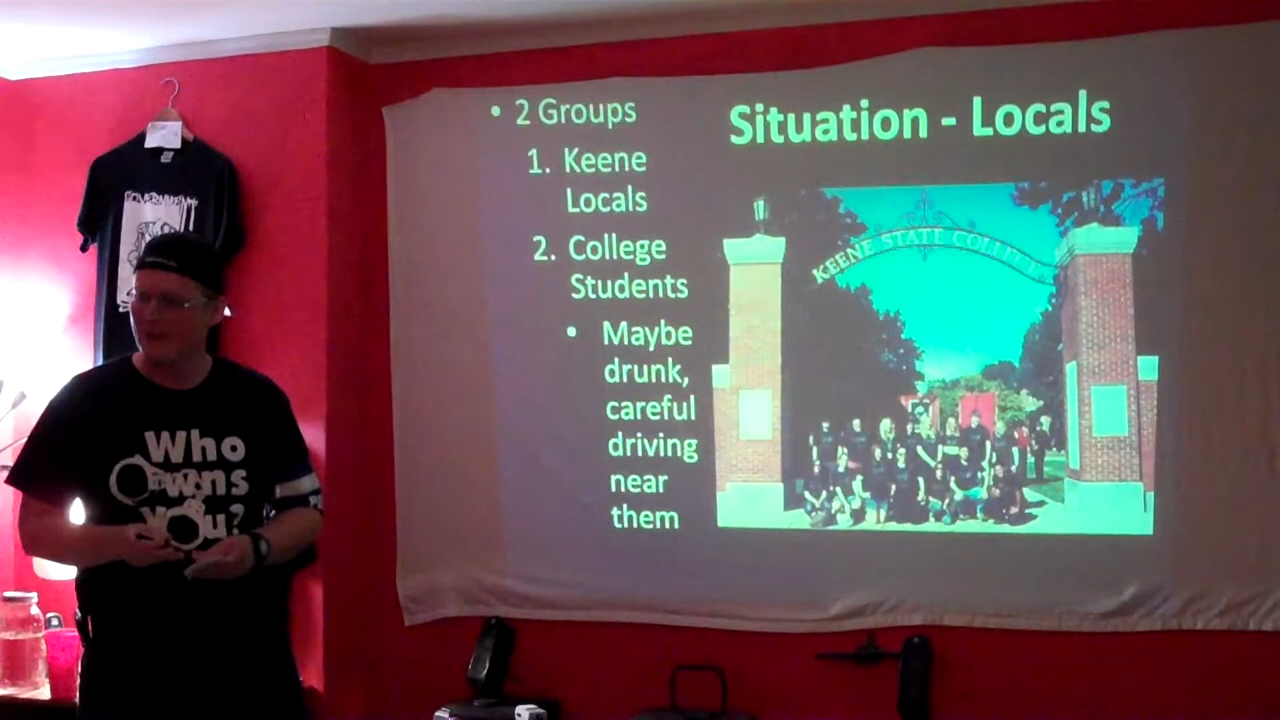 • 2 Groups
1. Keene
Locals
2. College
Students
• Maybe
drunk,
careful
driving
near
them
Situation - Locals
KEENE STATE COLLEGE
GOVERNMENT
Who
owns
you?